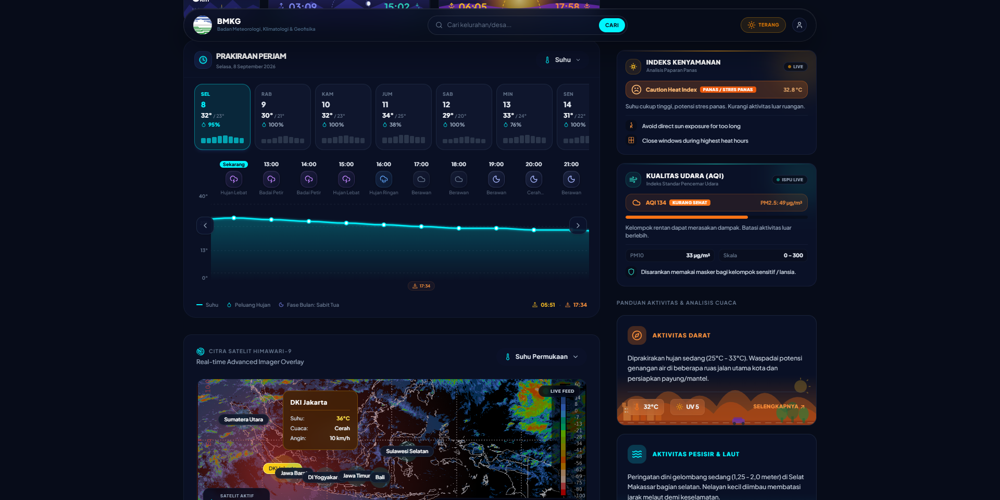 km
03:09
15:02
06:05
17:58
BMKG
Badan Meteorologi, Klimatologi & Geofisika
Cari kelurahan/desa...
CARI
TERANG
PRAKIRAAN PERJAM
Selasa, 8 September 2026
Suhu
SEL
8
32° / 23°
95%
RAB
9
30° / 21°
100%
KAM
10
32° / 23°
100%
JUM
11
34° / 25°
38%
SAB
12
29° / 20°
100%
MIN
13
33° / 24°
76%
SEN
14
31° / 22°
100%
Sekarang
13:00
14:00
15:00
16:00
17:00
18:00
19:00
20:00
21:00
Hujan Lebat
Badai Petir
Badai Petir
Hujan Lebat
Hujan Ringan
Berawan
Berawan
Berawan
Cerah...
Berawan
40°
13°
0°
17:34
Suhu
Peluang Hujan
Fase Bulan: Sabit Tua
05:51 · 17:34
CITRA SATELIT HIMAWARI-9
Real-time Advanced Imager Overlay
Suhu Permukaan
LIVE FEED
60
14
8
0
-7
-13
-21
-28
-34
-41
-48
-56
-62
-69
-75
-80
-100
DKI Jakarta
Suhu: 36°C
Cuaca: Cerah
Angin: 10 km/h
Sumatera Utara
Sulawesi Selatan
DKI
Jawa Bara
DI Yogyakar
Jawa Timur
Bali
SATELIT AKTIF
INDEKS KENYAMANAN
Analisis Paparan Panas
LIVE
Caution Heat Index
PANAS / STRES PANAS
32.8 °C
Suhu cukup tinggi, potensi stres panas. Kurangi aktivitas luar ruangan.
Avoid direct sun exposure for too long
Close windows during highest heat hours
KUALITAS UDARA (AQI)
Indeks Standar Pencemar Udara
ISPU LIVE
AQI 134
KURANG SEHAT
PM2.5: 49 µg/m³
Kelompok rentan dapat merasakan dampak. Batasi aktivitas luar
berlebih.
PM10
33 µg/m³
Skala
0 – 300
Disarankan memakai masker bagi kelompok sensitif / lansia.
PANDUAN AKTIVITAS & ANALISIS CUACA
AKTIVITAS DARAT
Diprakirakan hujan sedang (25°C - 33°C). Waspadai potensi
genangan air di beberapa ruas jalan utama kota dan
persiapkan payung/mantel.
32°C
UV 5
SELENGKAPNYA
AKTIVITAS PESISIR & LAUT
Peringatan dini gelombang sedang (1,25 - 2,0 meter) di Selat
Makassar bagian selatan. Nelayan kecil diimbau membatasi
jarak melaut demi keselamatan.